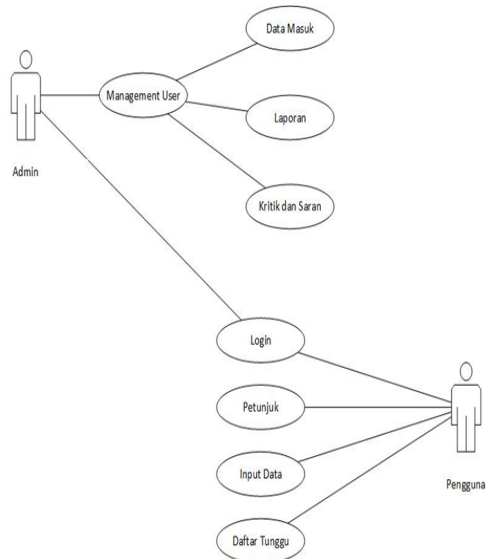 Data Masuk
Management User
Laporan
Admin
Kritik dan Saran
Login
Petunjuk
Input Data
Pengguna
Daftar Tunggu